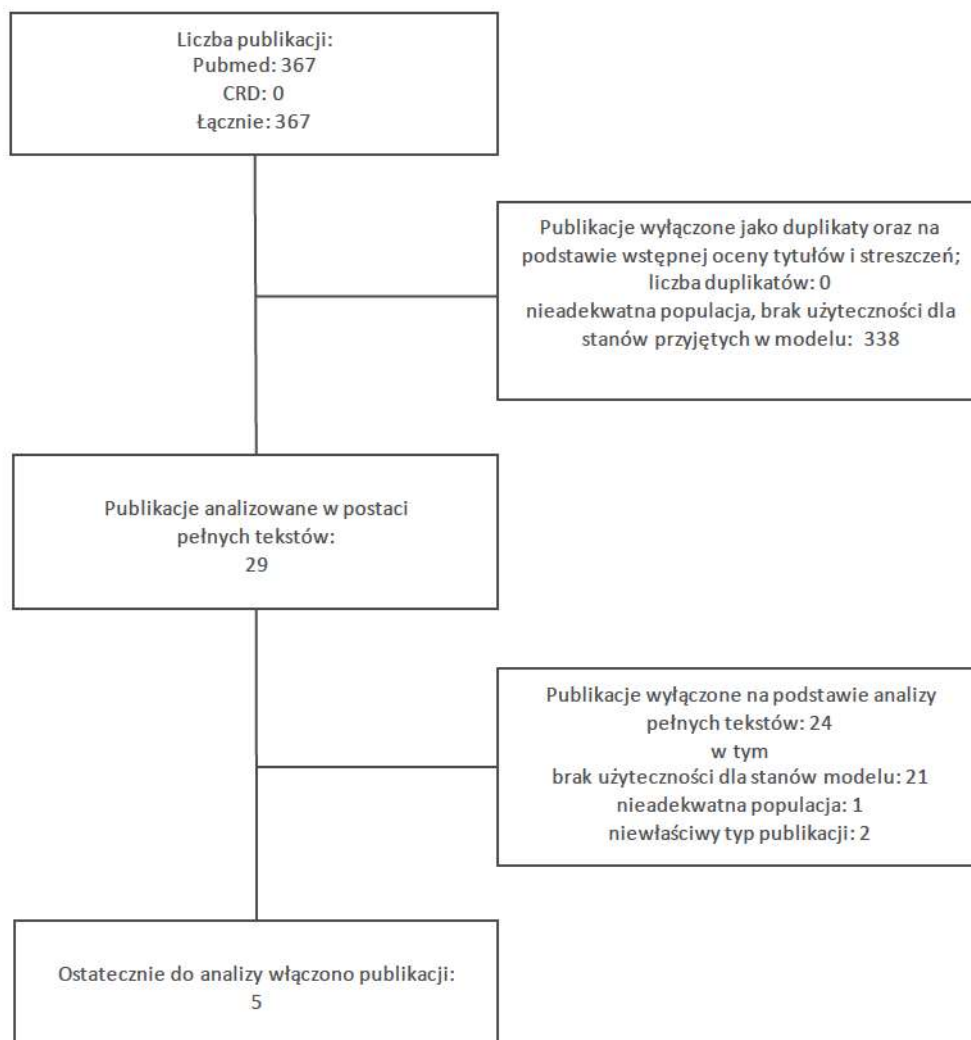 Liczba publikacji:
Pubmed: 367
CRD: 0
Łącznie: 367
Publikacje wyłączone jako duplikaty oraz na
podstawie wstępnej oceny tytułów i streszczeń;
liczba duplikatów: 0
nieadekwatna populacja, brak użyteczności dla
stanów przyjętych w modelu: 338
Publikacje analizowane w postaci
pełnych tekstów:
29
Publikacje wyłączone na podstawie analizy
pełnych tekstów: 24
w tym
brak użyteczności dla stanów modelu: 21
nieadekwatna populacja: 1
niewłaściwy typ publikacji: 2
Ostatecznie do analizy włączono publikacji:
5